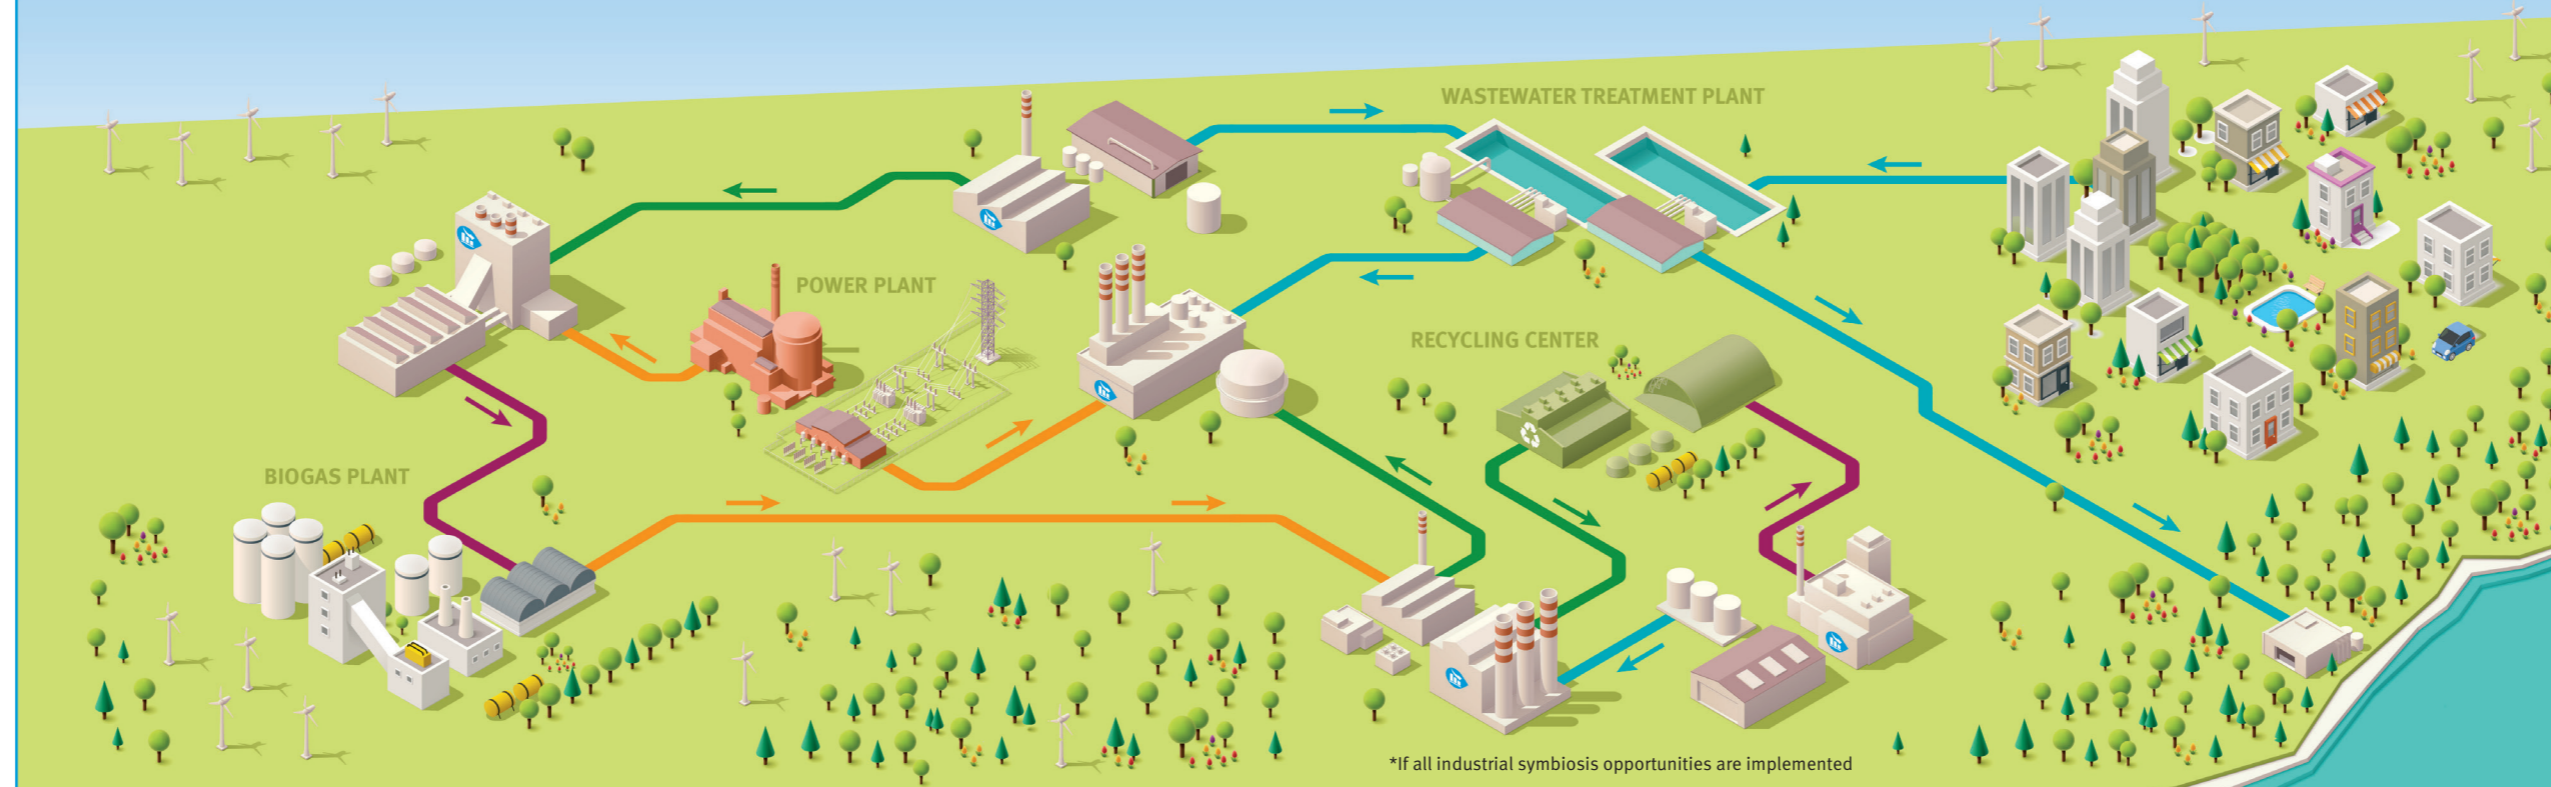 WASTEWATER TREATMENT PLANT
POWER PLANT
RECYCLING CENTER
BIOGAS PLANT
*If all industrial symbiosis opportunities are implemented